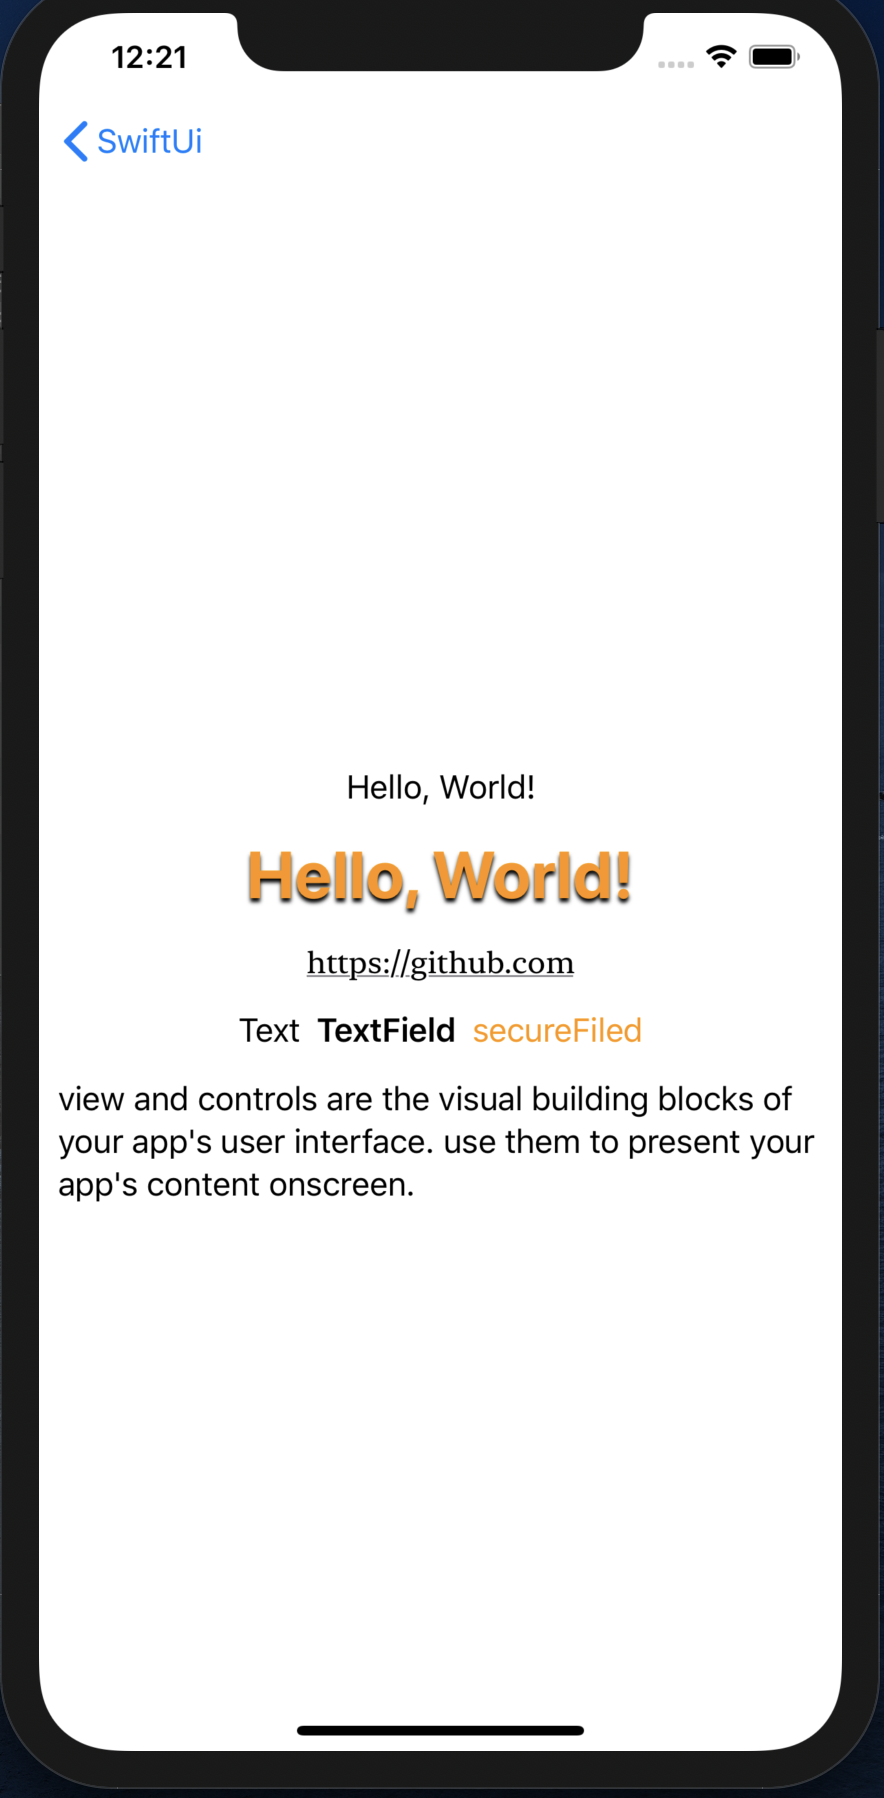 12:21
SwiftUi
Hello, World!
Hello, World!
https://github.com
Text TextField secureFiled
view and controls are the visual building blocks of
your app's user interface. use them to present your
app's content onscreen.